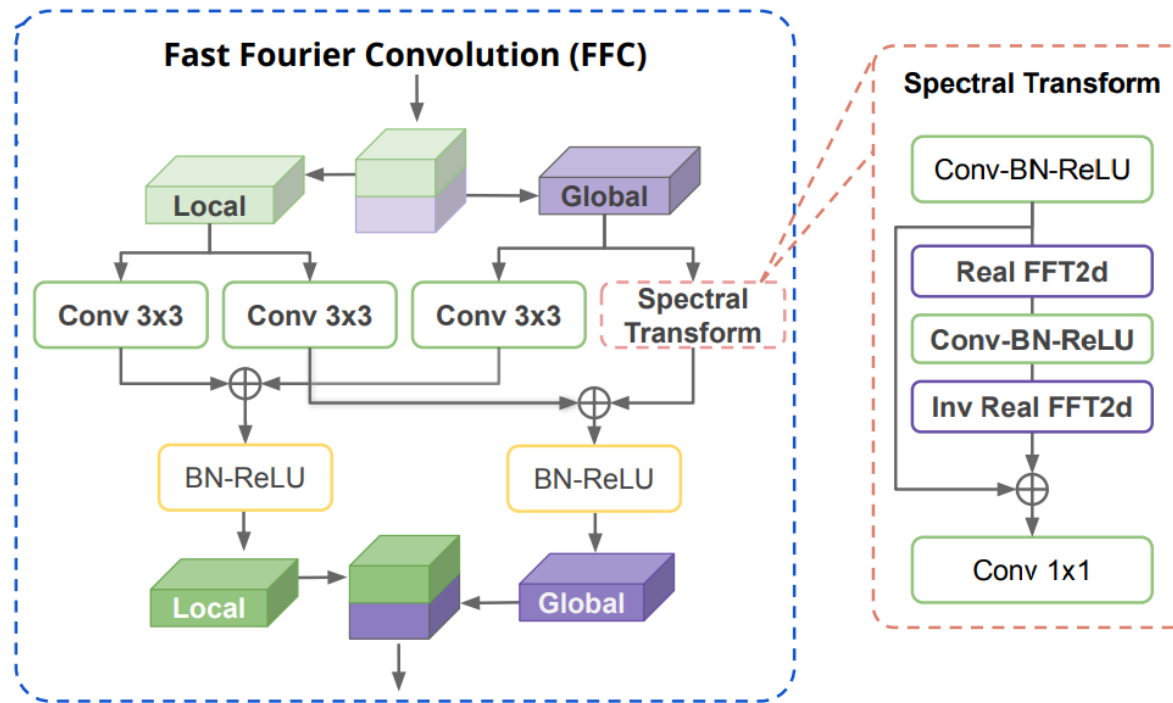 Fast Fourier Convolution (FFC)
Local
Global
Conv 3x3
Conv 3x3
Conv 3x3
Spectral
Transform
BN-ReLU
BN-ReLU
Local
Global
Spectral Transform
Conv-BN-ReLU
Real FFT2d
Conv-BN-ReLU
Inv Real FFT2d
Conv 1x1